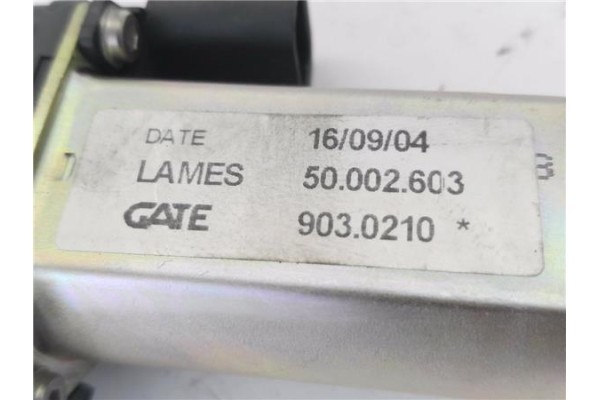 DATE 16/09/04
LAMES 50.002.603
GATE 903.0210 *